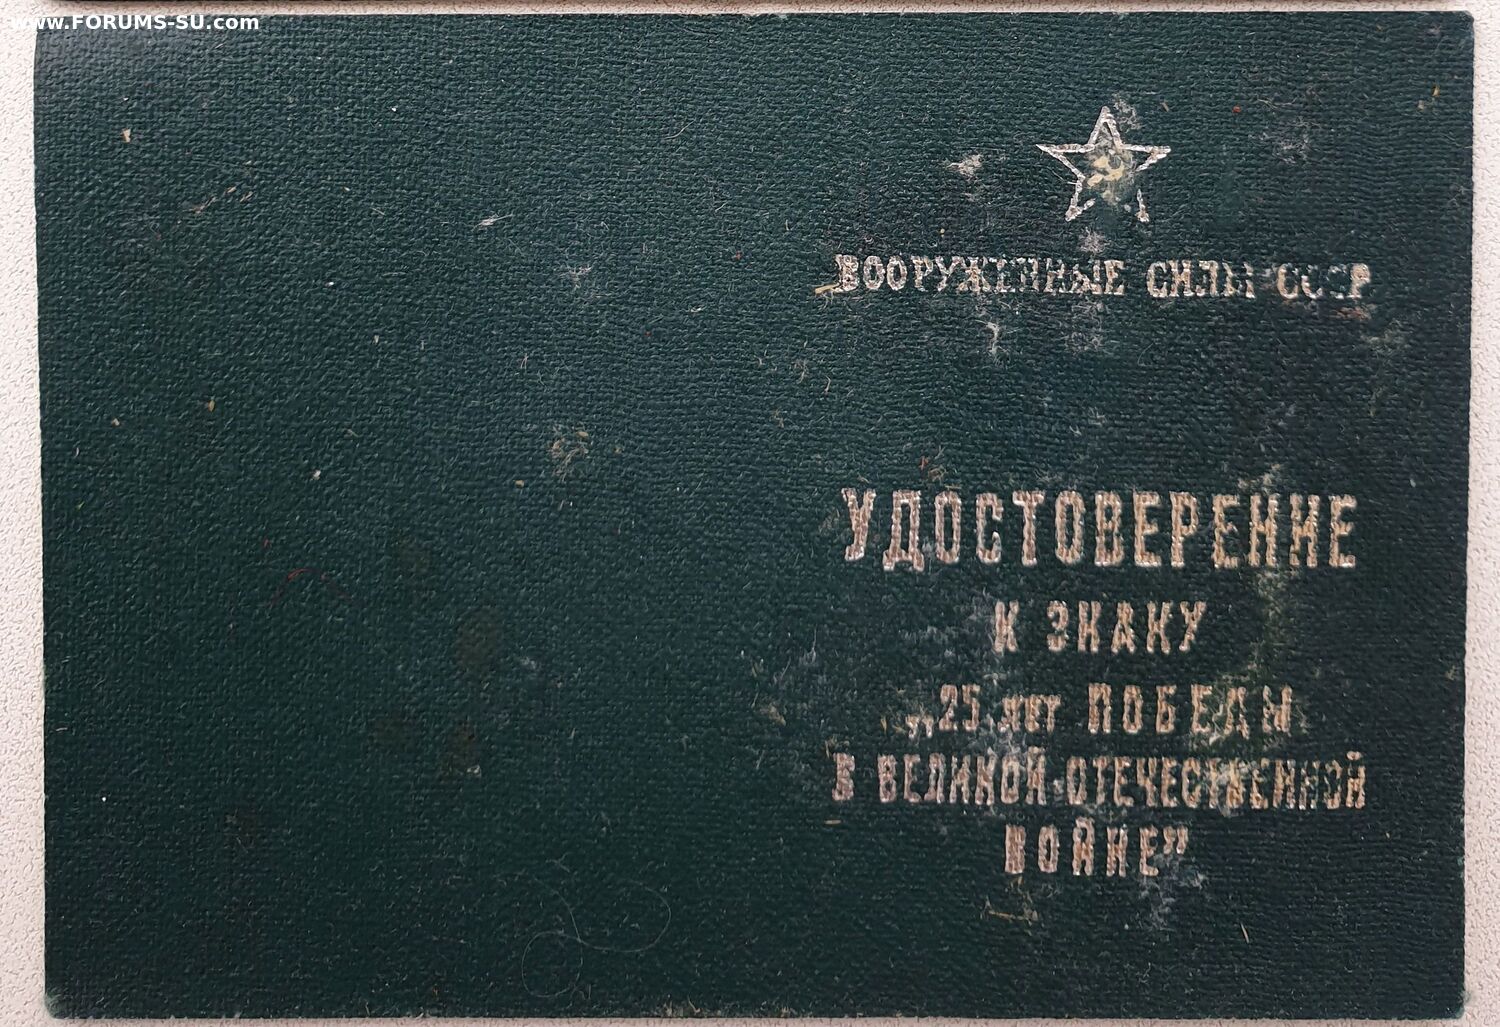 www.FORUMS-SU.com
ВООРУЖЕННЫЕ СИЛЫ СССР
УДОСТОВЕРЕНИЕ
К ЗНАКУ
„25 лет ПОБЕДЫ
В ВЕЛИКОЙ ОТЕЧЕСТВЕННОЙ
ВОЙНЕ”